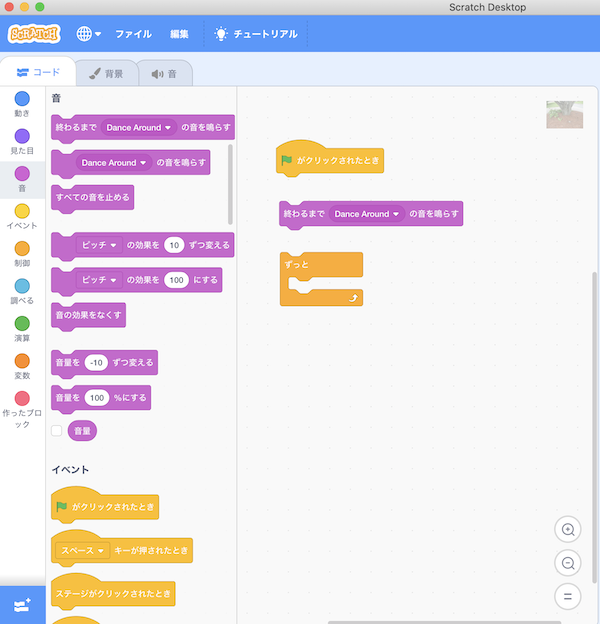 Scratch Desktop
SCRATCH ファイル 編集 チュートリアル
コード 背景 音
動き
見た目
音
イベント
制御
調べる
演算
変数
作ったブロック
音
終わるまで Dance Around の音を鳴らす
Dance Around の音を鳴らす
すべての音を止める
ピッチ の効果を 10 ずつ変える
ピッチ の効果を 100 にする
音の効果をなくす
音量を -10 ずつ変える
音量を 100 %にする
音量
イベント
がクリックされたとき
スペース キーが押されたとき
ステージがクリックされたとき
がクリックされたとき
終わるまで Dance Around の音を鳴らす
ずっと